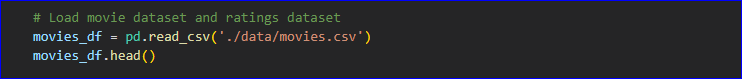 # Load movie dataset and ratings dataset
movies_df = pd.read_csv('./data/movies.csv')
movies_df.head()